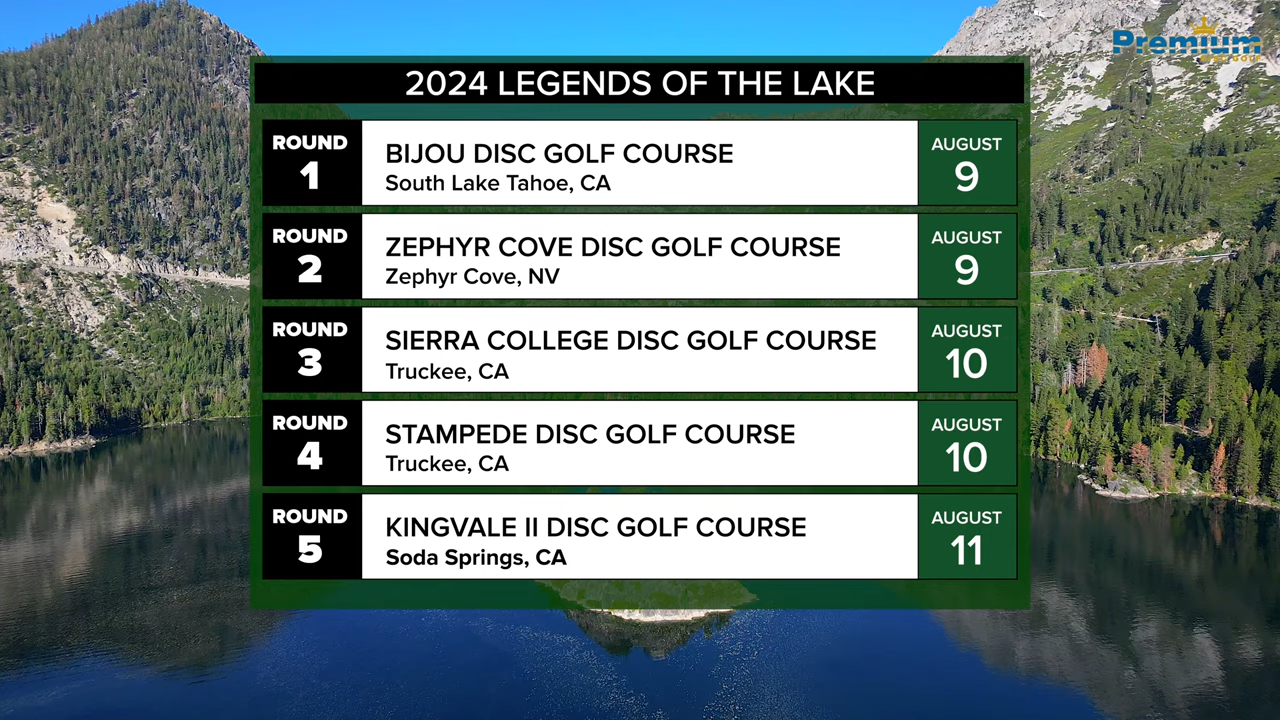 Premium
2024 LEGENDS OF THE LAKE
ROUND
1
BIJOU DISC GOLF COURSE
South Lake Tahoe, CA
AUGUST
9
ROUND
2
ZEPHYR COVE DISC GOLF COURSE
Zephyr Cove, NV
AUGUST
9
ROUND
3
SIERRA COLLEGE DISC GOLF COURSE
Truckee, CA
AUGUST
10
ROUND
4
STAMPEDE DISC GOLF COURSE
Truckee, CA
AUGUST
10
ROUND
5
KINGVALE II DISC GOLF COURSE
Soda Springs, CA
AUGUST
11